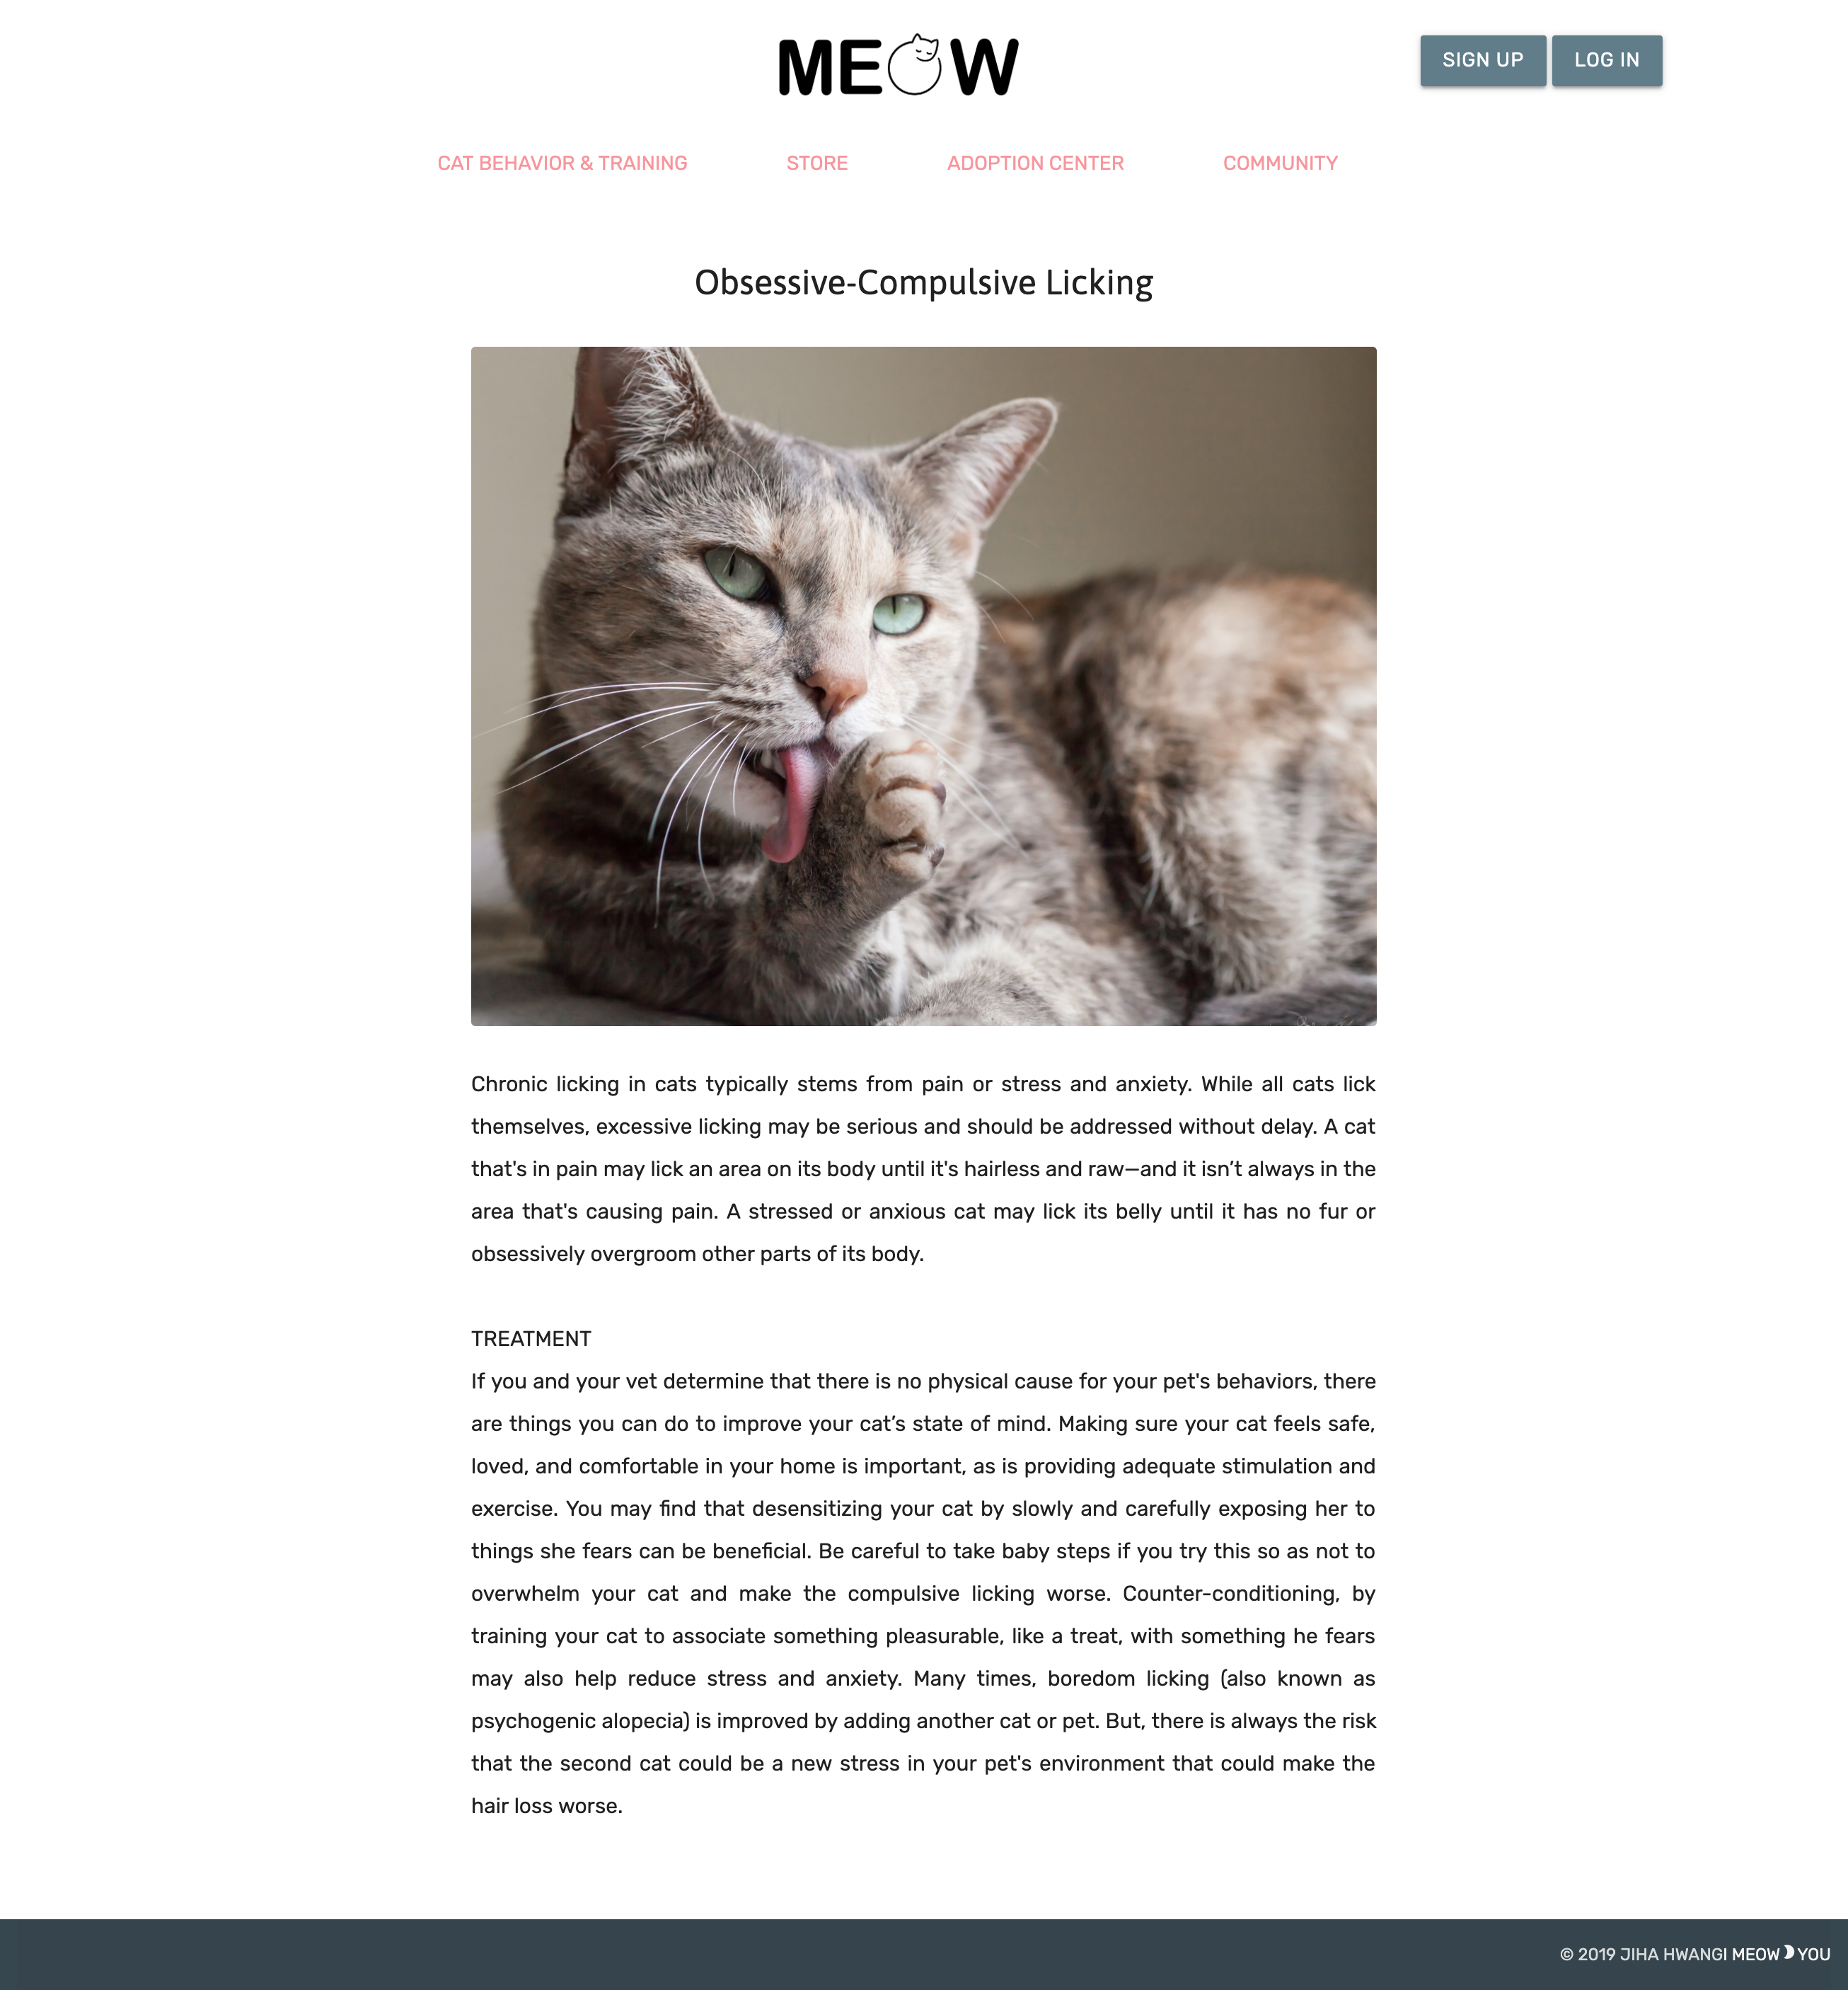 MEOW
SIGN UP LOG IN
CAT BEHAVIOR & TRAINING STORE ADOPTION CENTER COMMUNITY
Obsessive-Compulsive Licking
Chronic licking in cats typically stems from pain or stress and anxiety. While all cats lick
themselves, excessive licking may be serious and should be addressed without delay. A cat
that's in pain may lick an area on its body until it's hairless and raw—and it isn’t always in the
area that's causing pain. A stressed or anxious cat may lick its belly until it has no fur or
obsessively overgroom other parts of its body.
TREATMENT
If you and your vet determine that there is no physical cause for your pet's behaviors, there
are things you can do to improve your cat’s state of mind. Making sure your cat feels safe,
loved, and comfortable in your home is important, as is providing adequate stimulation and
exercise. You may find that desensitizing your cat by slowly and carefully exposing her to
things she fears can be beneficial. Be careful to take baby steps if you try this so as not to
overwhelm your cat and make the compulsive licking worse. Counter-conditioning, by
training your cat to associate something pleasurable, like a treat, with something he fears
may also help reduce stress and anxiety. Many times, boredom licking (also known as
psychogenic alopecia) is improved by adding another cat or pet. But, there is always the risk
that the second cat could be a new stress in your pet's environment that could make the
hair loss worse.
© 2019 JIHA HWANGI MEOW YOU